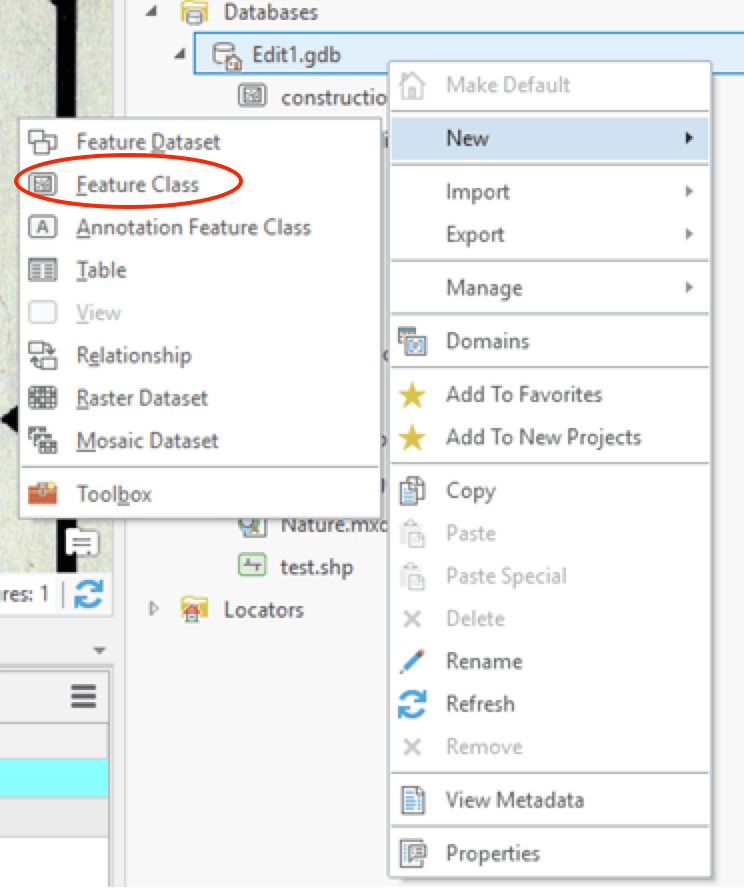 Databases
Edit1.gdb
constructio
Make Default
New
Import
Export
Manage
Domains
Add To Favorites
Add To New Projects
Copy
Paste
Paste Special
Delete
Rename
Refresh
Remove
View Metadata
Properties
Feature Dataset
Feature Class
A Annotation Feature Class
Table
View
Relationship
Raster Dataset
Mosaic Dataset
Toolbox
Nature.mxd
test.shp
Locators
res: 1